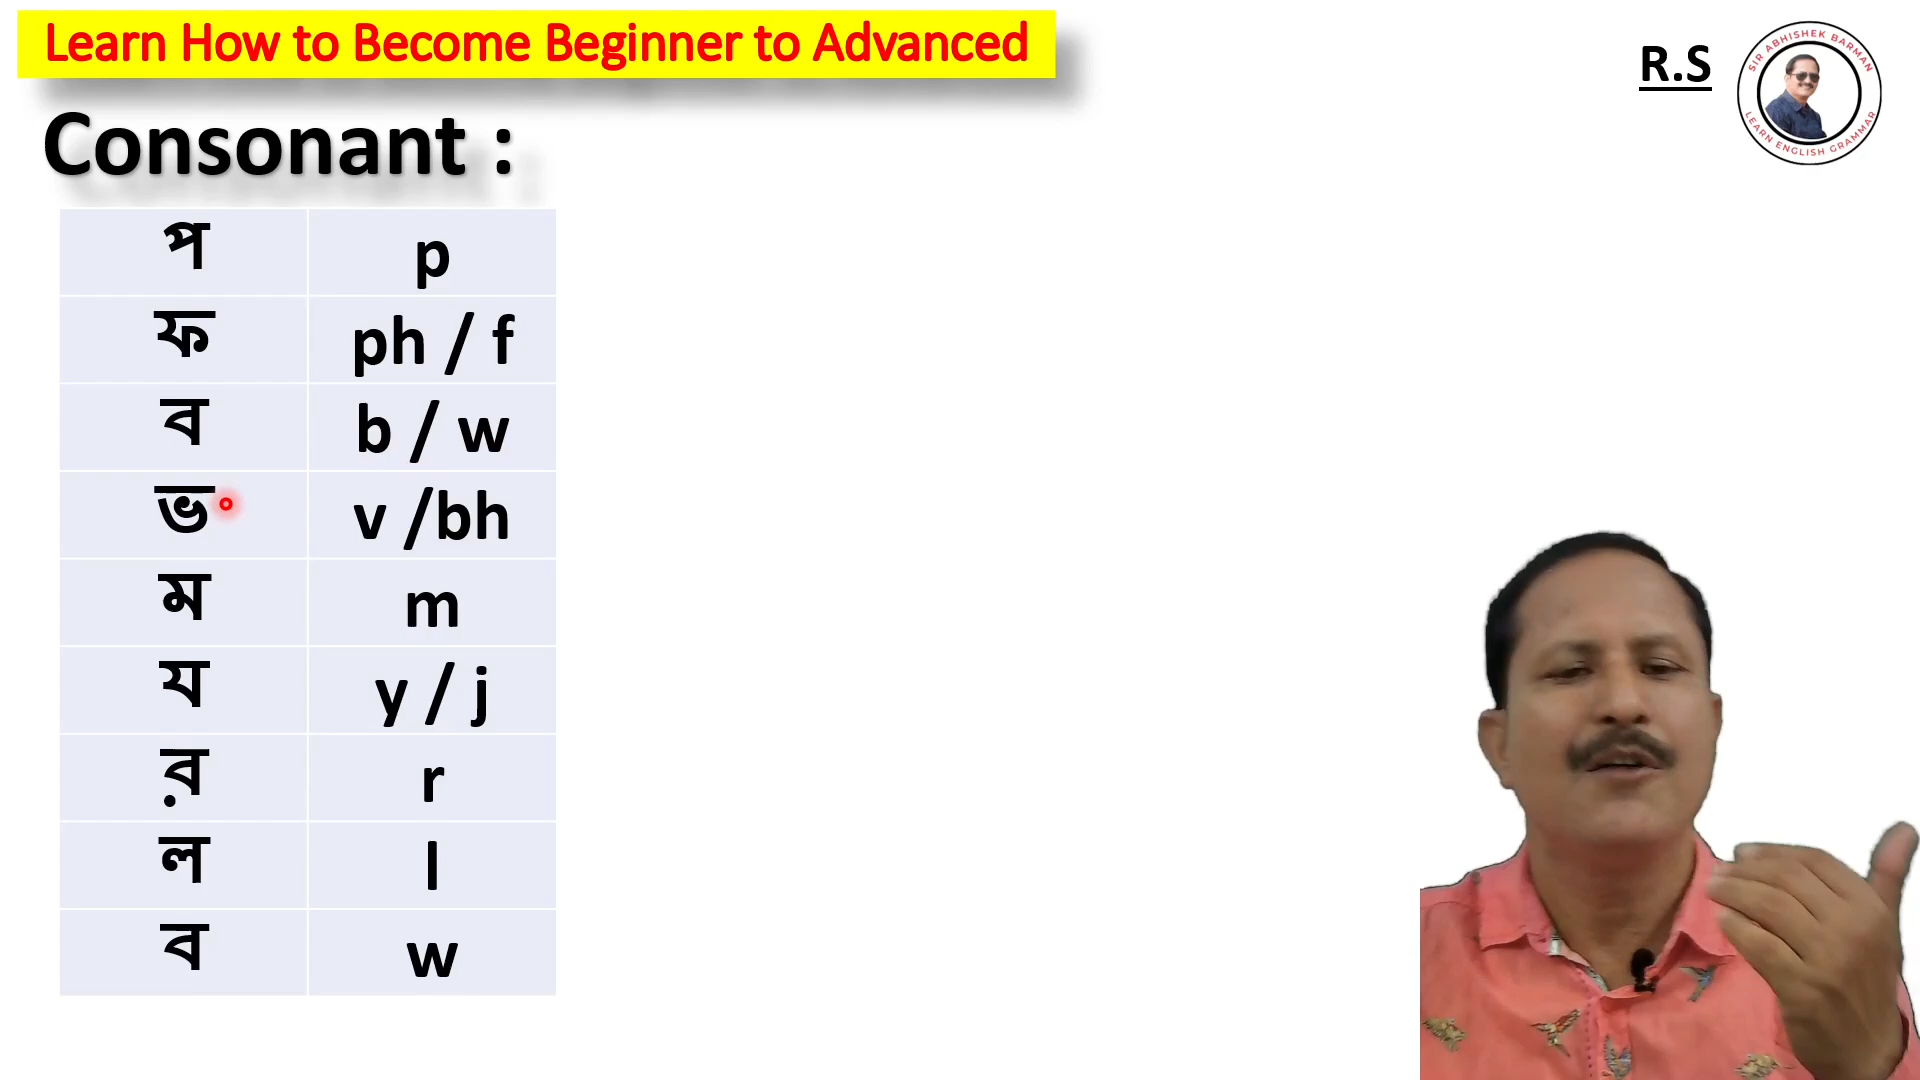 Learn How to Become Beginner to Advanced
R.S
SIR ABHISHEK BARMAN
LEARN ENGLISH GRAMMAR
Consonant :
প p
ফ ph / f
ব b / w
ভ v /bh
ম m
য y / j
র r
ল l
ব w